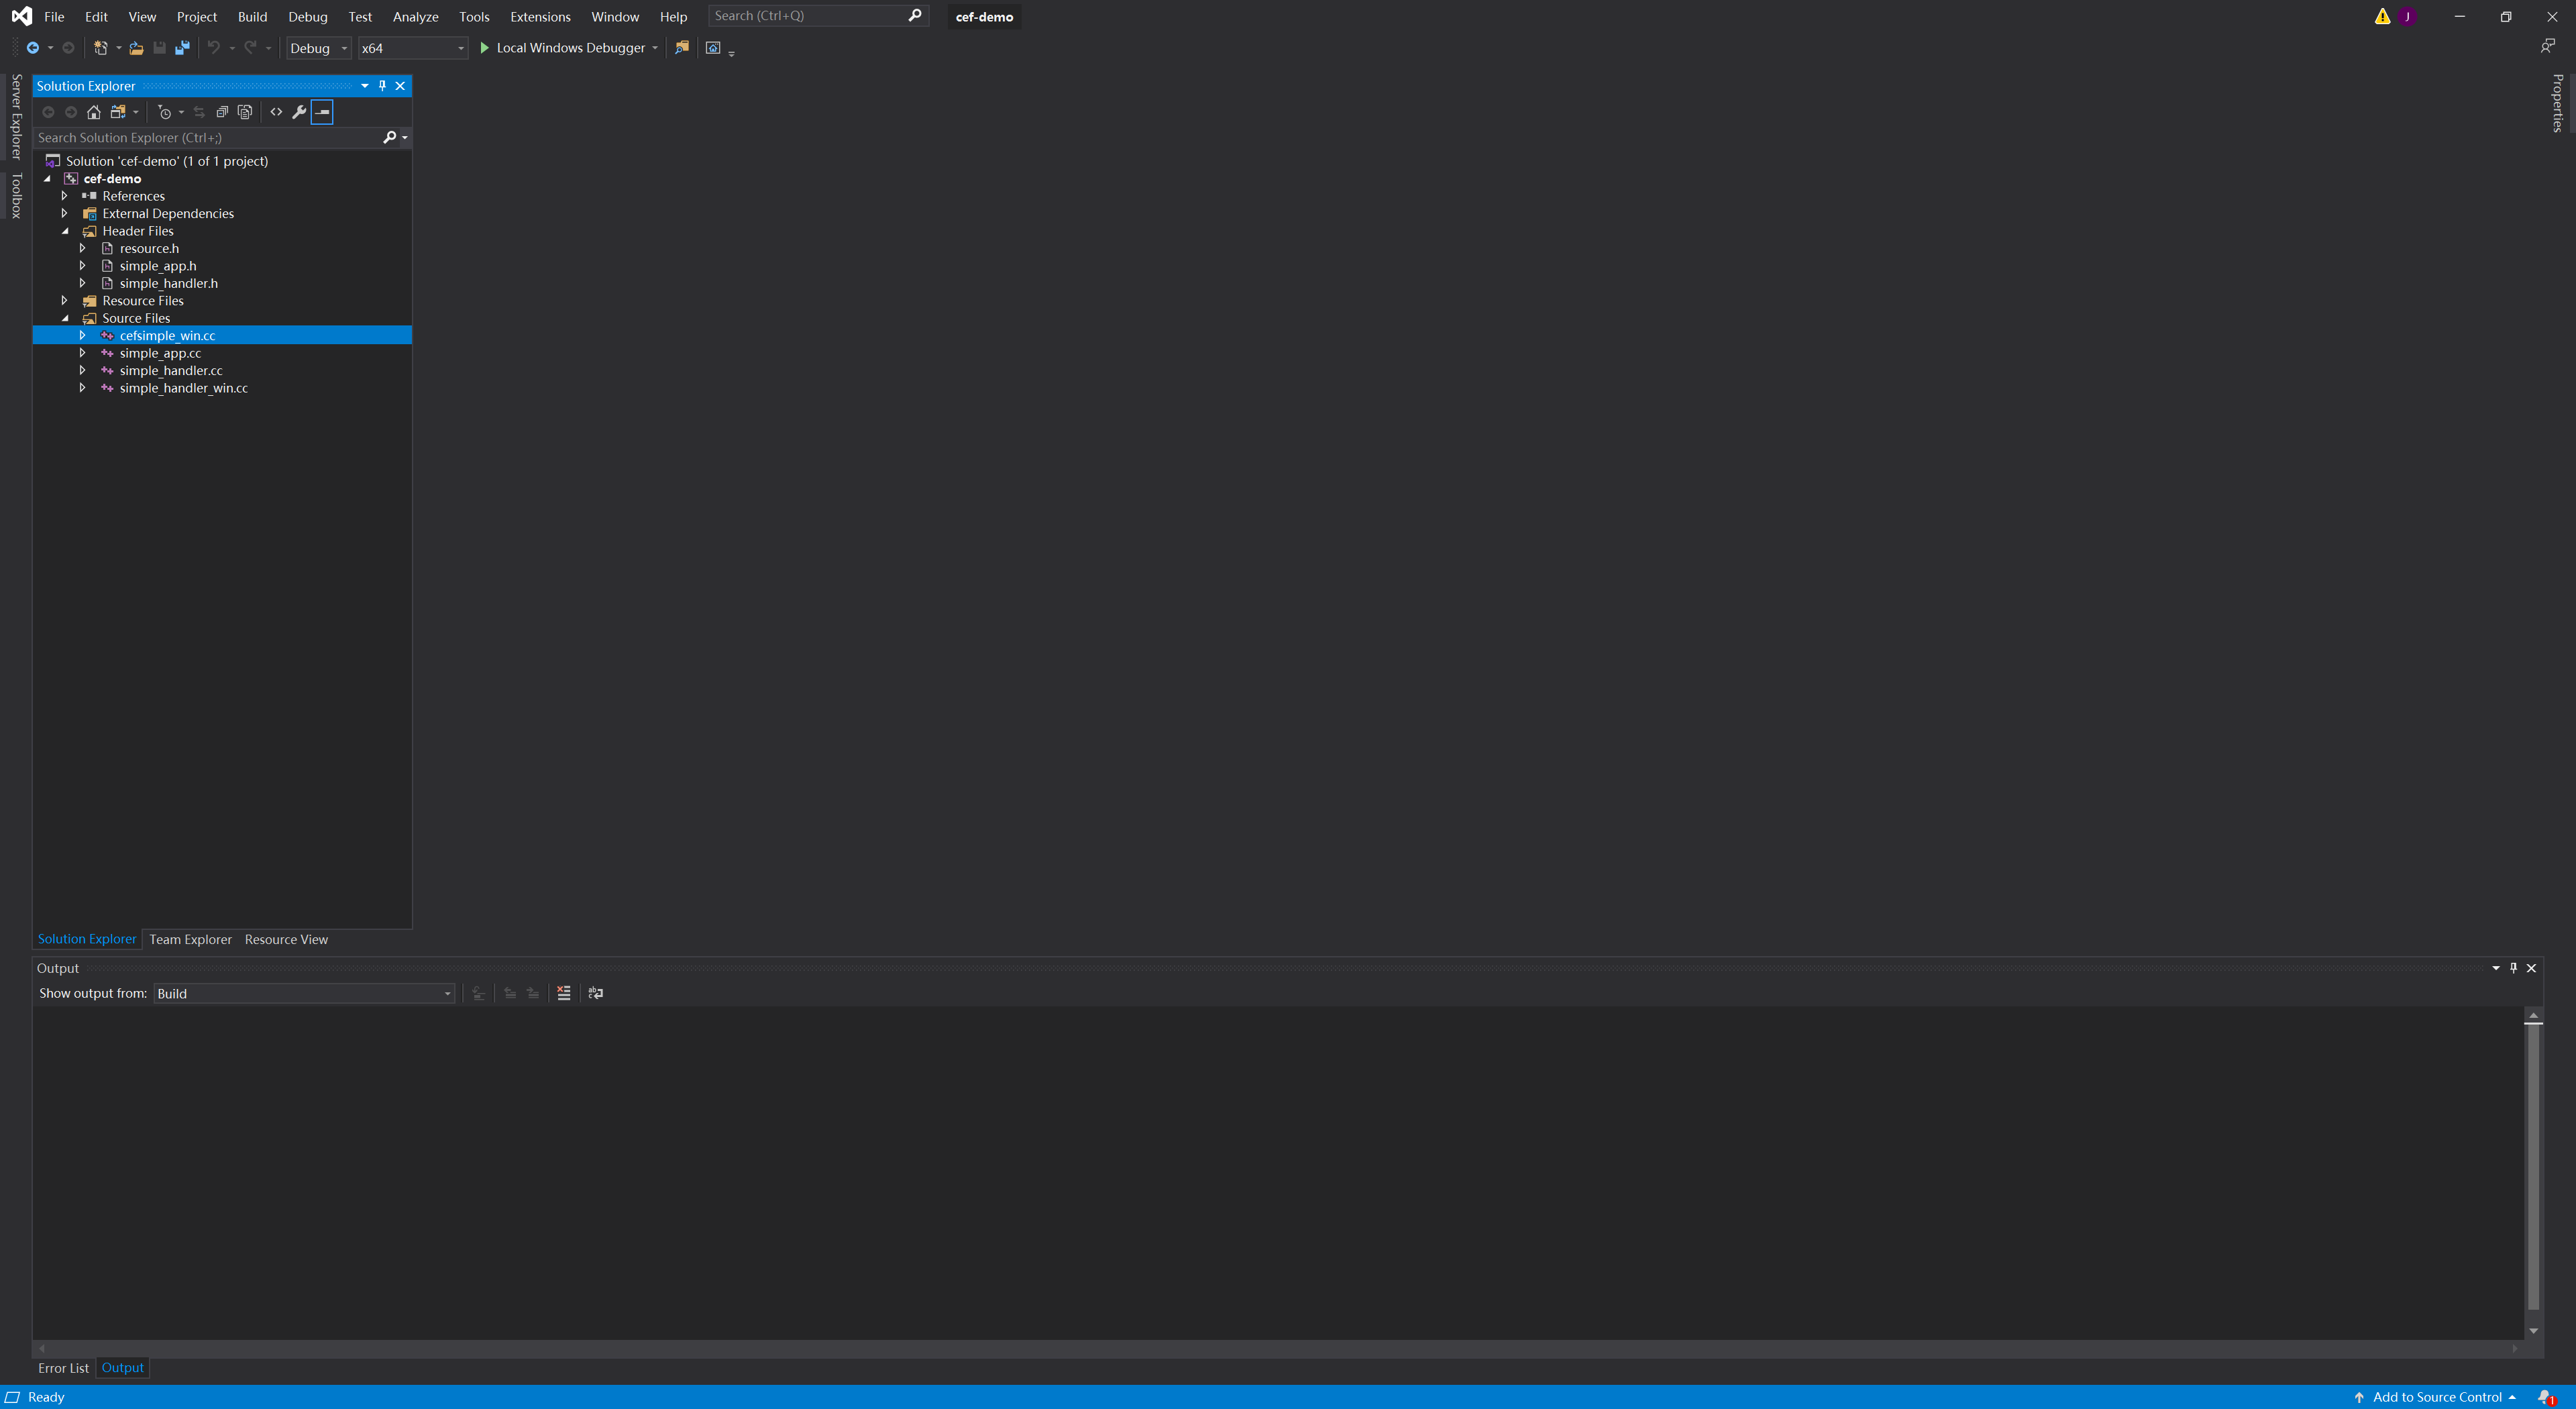 File Edit View Project Build Debug Test Analyze Tools Extensions Window Help Search (Ctrl+Q) cef-demo J
Debug x64 Local Windows Debugger
Server Explorer
Toolbox
Solution Explorer
Search Solution Explorer (Ctrl+;)
Solution 'cef-demo' (1 of 1 project)
cef-demo
References
External Dependencies
Header Files
resource.h
simple_app.h
simple_handler.h
Resource Files
Source Files
cefsimple_win.cc
simple_app.cc
simple_handler.cc
simple_handler_win.cc
Solution Explorer Team Explorer Resource View
Properties
Output
Show output from: Build
Error List Output
Ready Add to Source Control 1